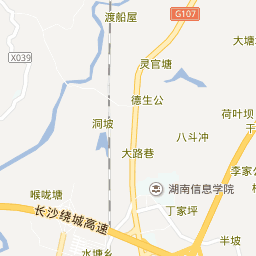 渡船屋
G107
大塘
X039
灵官塘
德生公
荷叶坝
洞坡
八斗冲
大路巷
李家
喉咙塘
湖南信息学院
长沙绕城高速
丁家坪
水塘乡
半坡